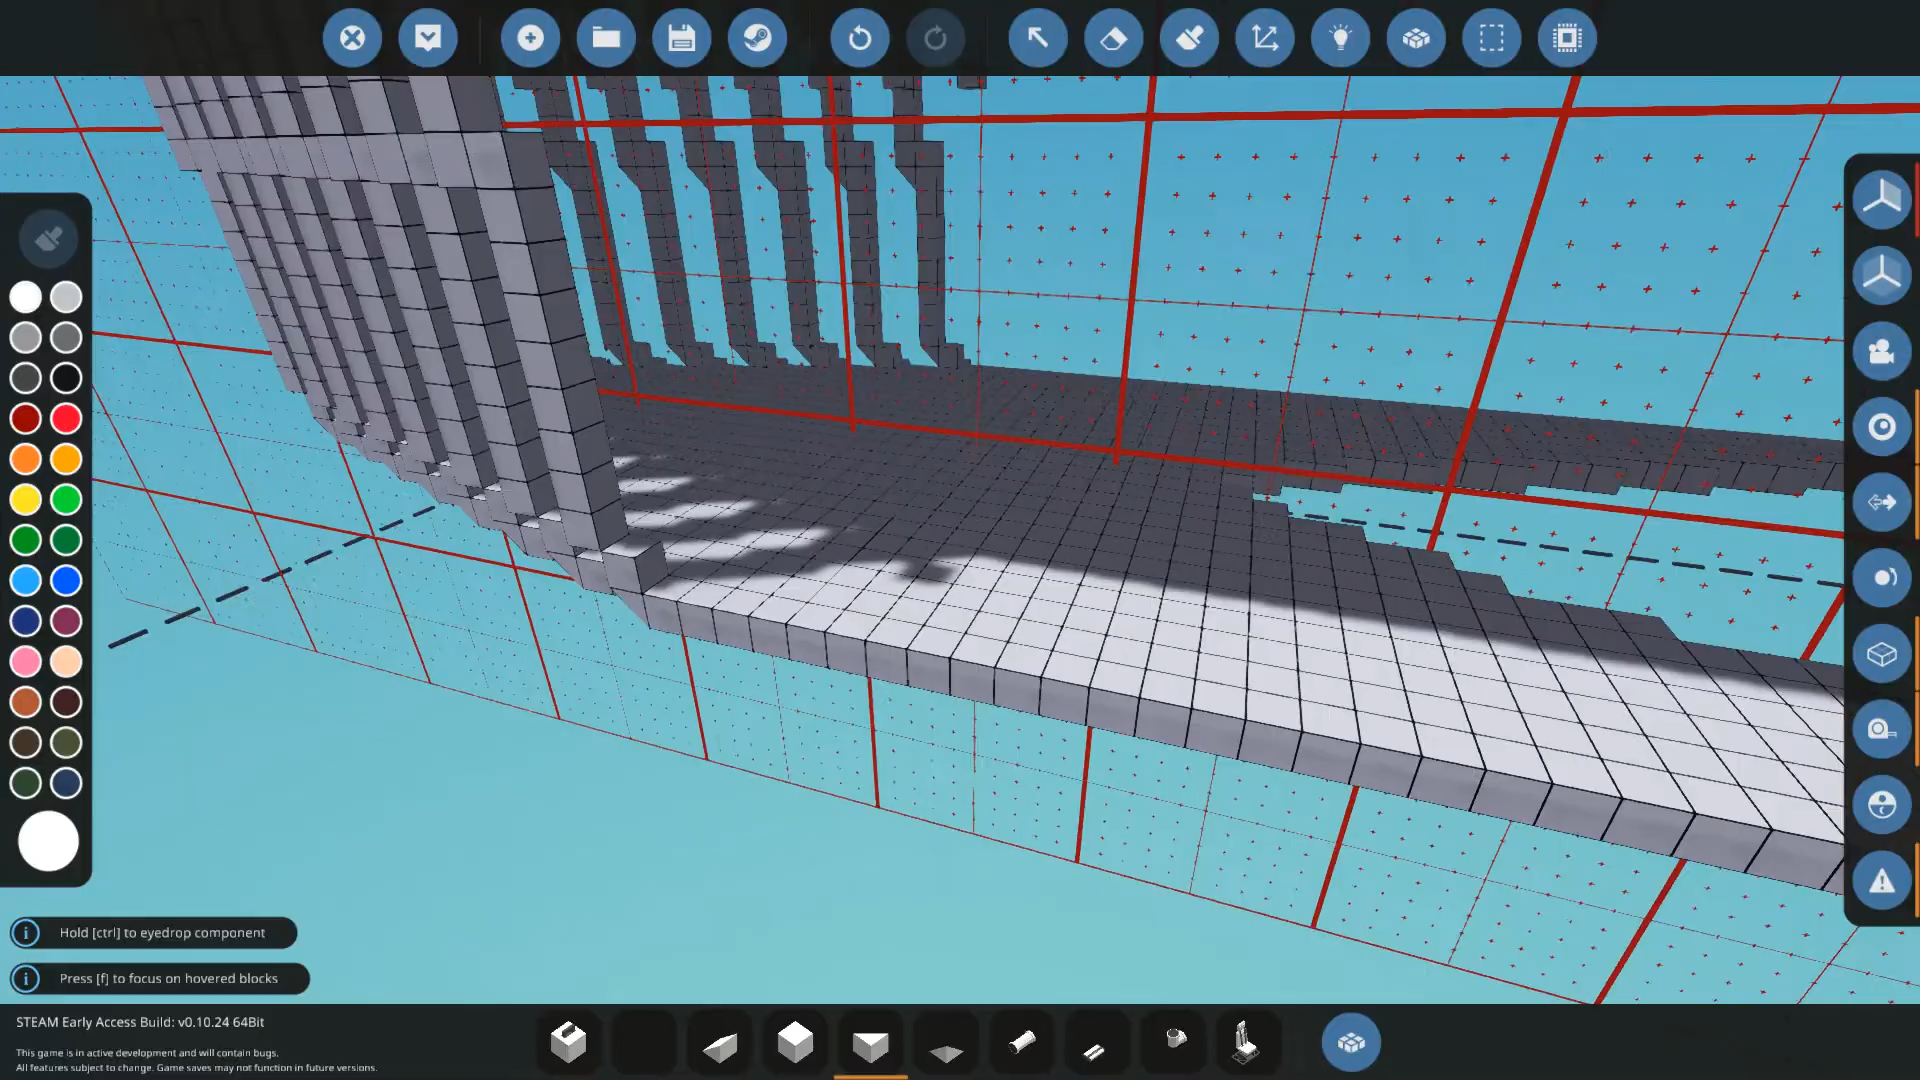 Hold [ctrl] to eyedrop component
Press [f] to focus on hovered blocks
STEAM Early Access Build: v0.10.24 64Bit
This game is in active development and will contain bugs.
All features subject to change. Game saves may not function in future versions.